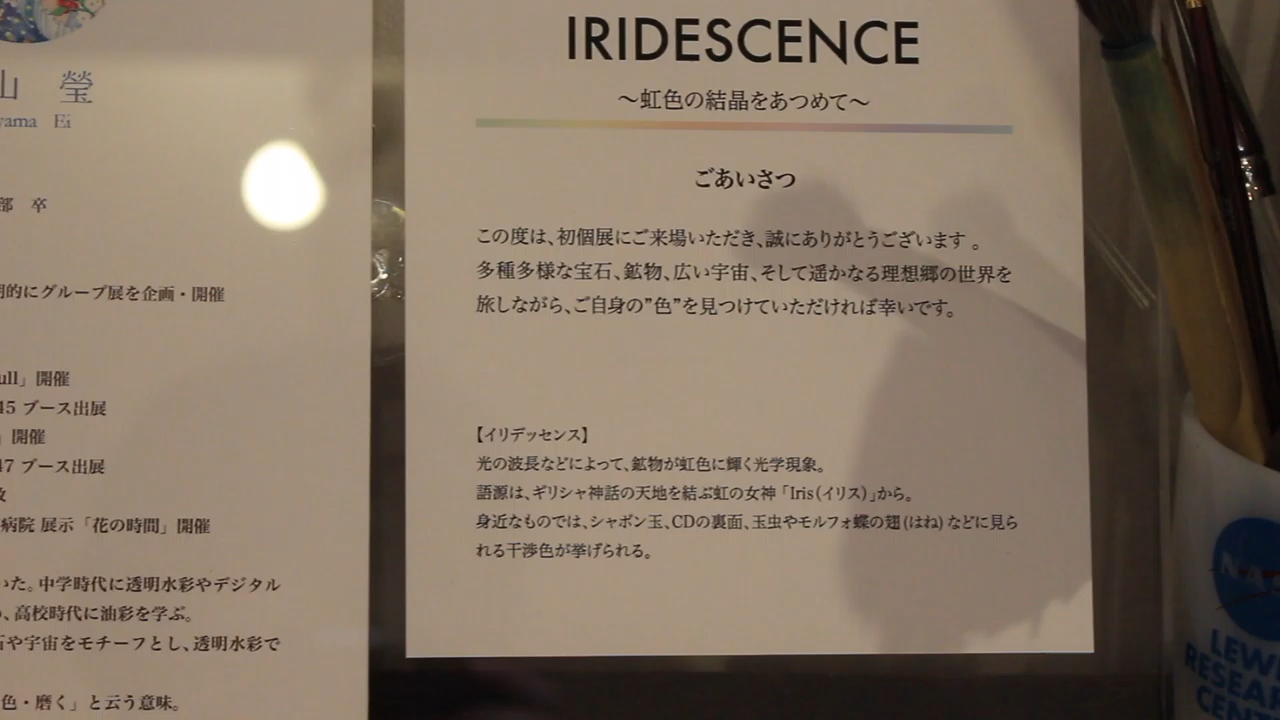 山 瑩
yama Ei
部 卒
期的にグループ展を企画・開催
ull」開催
45 ブース出展
」開催
47 ブース出展
病院 展示「花の時間」開催
いた。中学時代に透明水彩やデジタル
、高校時代に油彩を学ぶ。
石や宇宙をモチーフとし、透明水彩で
色・磨く」と云う意味。
IRIDESCENCE
〜虹色の結晶をあつめて〜
ごあいさつ
この度は、初個展にご来場いただき、誠にありがとうございます 。
多種多様な宝石、鉱物、広い宇宙、そして遥かなる理想郷の世界を
旅しながら、ご自身の”色”を見つけていただければ幸いです。
【イリデッセンス】
光の波長などによって、鉱物が虹色に輝く光学現象。
語源は、ギリシャ神話の天地を結ぶ虹の女神「Iris(イリス)」から。
身近なものでは、シャボン玉、CDの裏面、玉虫やモルフォ蝶の翅(はね)などに見ら
れる干渉色が挙げられる。
NASA
LEWI
RESEAR
CENT